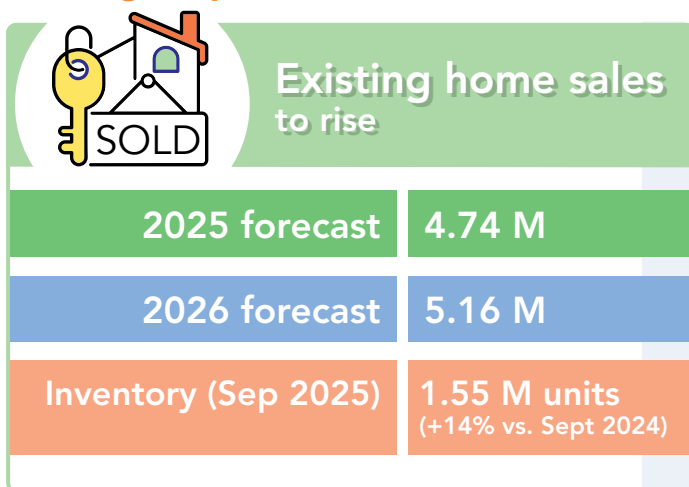 Existing home sales
to rise
SOLD
2025 forecast 4.74 M
2026 forecast 5.16 M
Inventory (Sep 2025) 1.55 M units
(+14% vs. Sept 2024)